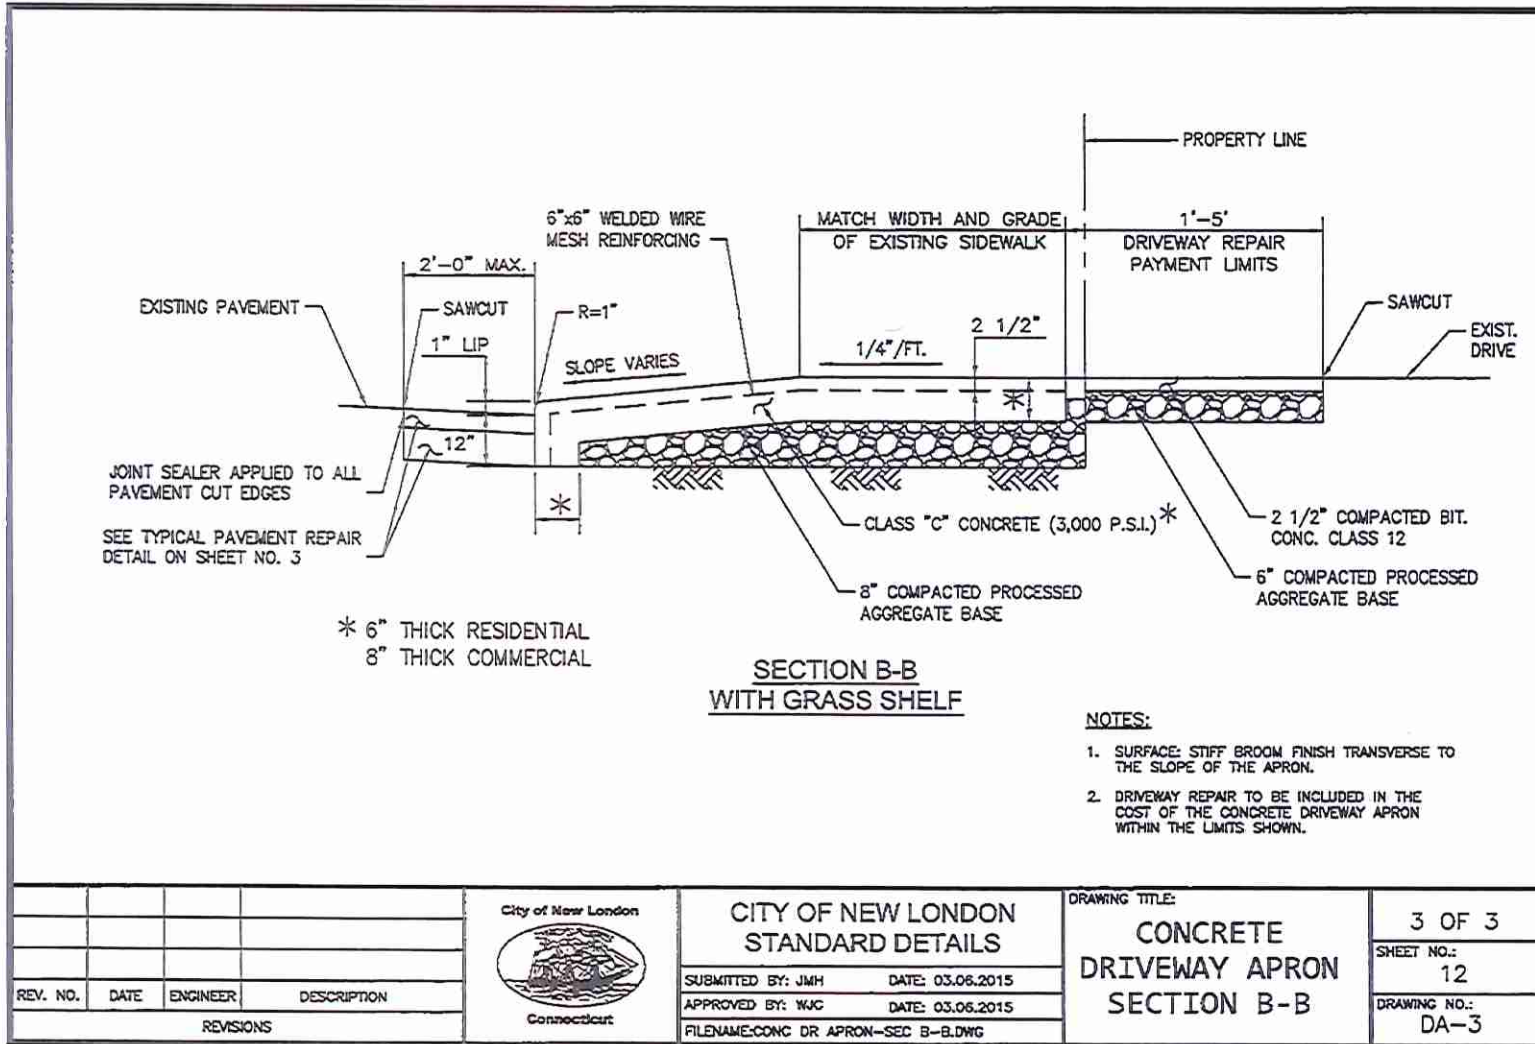 PROPERTY LINE
6"x6" WELDED WIRE
MESH REINFORCING
MATCH WIDTH AND GRADE
OF EXISTING SIDEWALK
1'-5'
DRIVEWAY REPAIR
PAYMENT LIMITS
2'-0" MAX.
EXISTING PAVEMENT
SAWCUT
R=1"
1" LIP
SLOPE VARIES
1/4"/FT.
2 1/2"
SAWCUT
EXIST.
DRIVE
*
12"
JOINT SEALER APPLIED TO ALL
PAVEMENT CUT EDGES
*
SEE TYPICAL PAVEMENT REPAIR
DETAIL ON SHEET NO. 3
CLASS "C" CONCRETE (3,000 P.S.I.)*
2 1/2" COMPACTED BIT.
CONC. CLASS 12
8" COMPACTED PROCESSED
AGGREGATE BASE
6" COMPACTED PROCESSED
AGGREGATE BASE
* 6" THICK RESIDENTIAL
8" THICK COMMERCIAL
SECTION B-B
WITH GRASS SHELF
NOTES:
1. SURFACE: STIFF BROOM FINISH TRANSVERSE TO
THE SLOPE OF THE APRON.
2. DRIVEWAY REPAIR TO BE INCLUDED IN THE
COST OF THE CONCRETE DRIVEWAY APRON
WITHIN THE LIMITS SHOWN.
REV. NO. DATE ENGINEER DESCRIPTION
REVISIONS
City of New London
Connecticut
CITY OF NEW LONDON
STANDARD DETAILS
SUBMITTED BY: JMH DATE: 03.06.2015
APPROVED BY: WJC DATE: 03.06.2015
FILENAME:CONC DR APRON-SEC B-B.DWG
DRAWING TITLE:
CONCRETE
DRIVEWAY APRON
SECTION B-B
3 OF 3
SHEET NO.:
12
DRAWING NO.:
DA-3